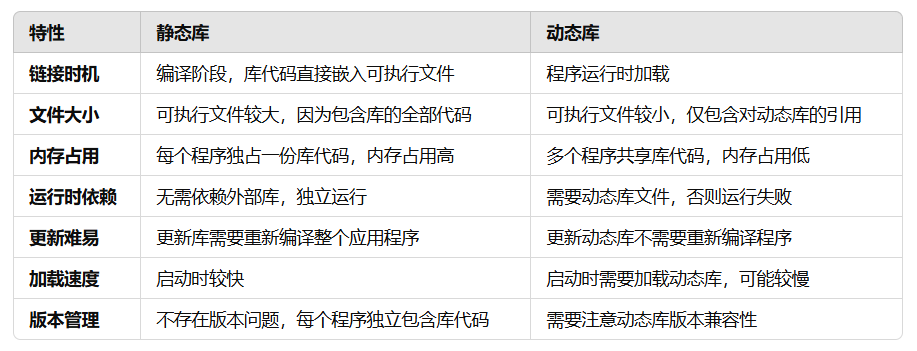 特性 静态库 动态库
链接时机 编译阶段，库代码直接嵌入可执行文件 程序运行时加载
文件大小 可执行文件较大，因为包含库的全部代码 可执行文件较小，仅包含对动态库的引用
内存占用 每个程序独占一份库代码，内存占用高 多个程序共享库代码，内存占用低
运行时依赖 无需依赖外部库，独立运行 需要动态库文件，否则运行失败
更新难易 更新库需要重新编译整个应用程序 更新动态库不需要重新编译程序
加载速度 启动时较快 启动时需要加载动态库，可能较慢
版本管理 不存在版本问题，每个程序独立包含库代码 需要注意动态库版本兼容性